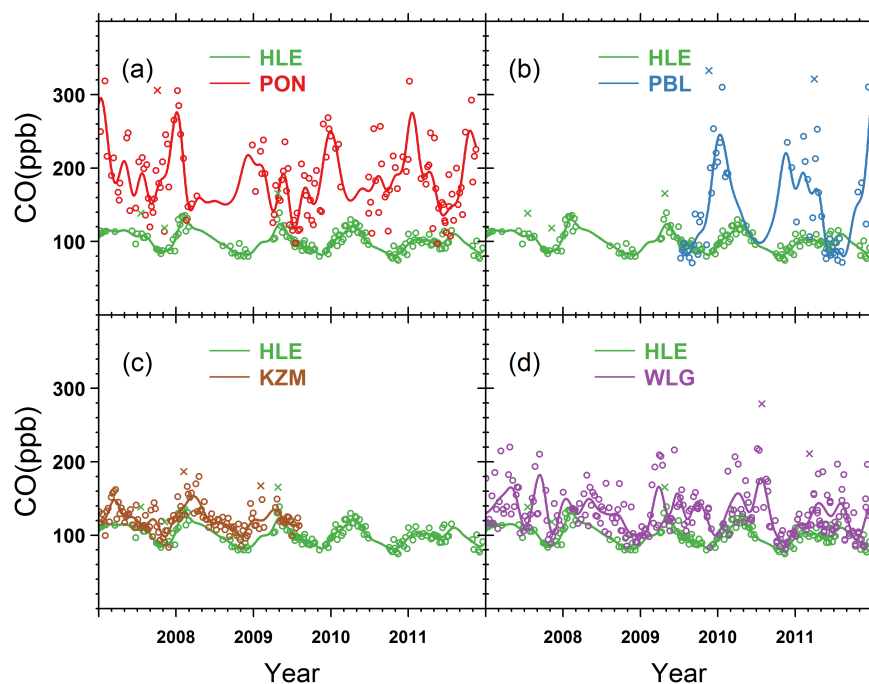 (a)
HLE
PON
(b)
HLE
PBL
CO(ppb)
300
200
100
(c)
HLE
KZM
(d)
HLE
WLG
CO(ppb)
300
200
100
2008
2009
2010
2011
2008
2009
2010
2011
Year
Year